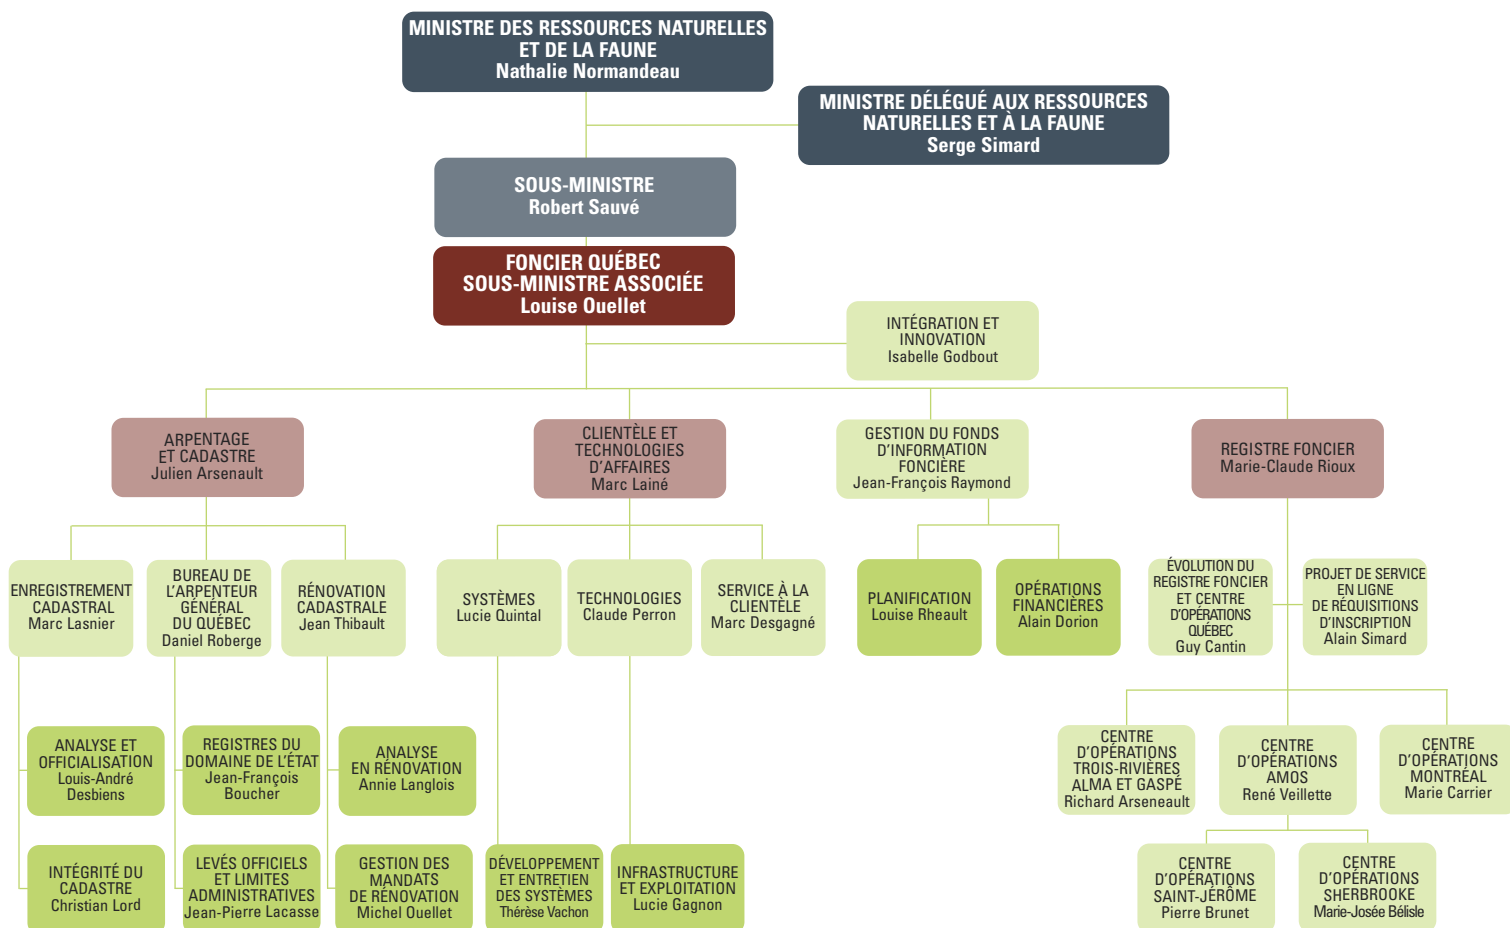 MINISTRE DES RESSOURCES NATURELLES
ET DE LA FAUNE
Nathalie Normandeau
MINISTRE DÉLÉGUÉ AUX RESSOURCES
NATURELLES ET À LA FAUNE
Serge Simard
SOUS-MINISTRE
Robert Sauvé
FONCIER QUÉBEC
SOUS-MINISTRE ASSOCIÉE
Louise Ouellet
INTÉGRATION ET
INNOVATION
Isabelle Godbout
ARPENTAGE
ET CADASTRE
Julien Arsenault
CLIENTÈLE ET
TECHNOLOGIES
D'AFFAIRES
Marc Lainé
GESTION DU FONDS
D'INFORMATION
FONCIÈRE
Jean-François Raymond
REGISTRE FONCIER
Marie-Claude Rioux
ENREGISTREMENT
CADASTRAL
Marc Lasnier
BUREAU DE
L'ARPENTEUR
GÉNÉRAL
DU QUÉBEC
Daniel Roberge
RÉNOVATION
CADASTRALE
Jean Thibault
SYSTÈMES
Lucie Quintal
TECHNOLOGIES
Claude Perron
SERVICE À LA
CLIENTÈLE
Marc Desgagné
PLANIFICATION
Louise Rheault
OPÉRATIONS
FINANCIÈRES
Alain Dorion
ÉVOLUTION DU
REGISTRE FONCIER
ET CENTRE
D'OPÉRATIONS
QUÉBEC
Guy Cantin
PROJET DE SERVICE
EN LIGNE
DE RÉQUISITIONS
D'INSCRIPTION
Alain Simard
ANALYSE ET
OFFICIALISATION
Louis-André
Desbiens
REGISTRES DU
DOMAINE DE L'ÉTAT
Jean-François
Boucher
ANALYSE
EN RÉNOVATION
Annie Langlois
CENTRE
D'OPÉRATIONS
TROIS-RIVIÈRES
ALMA ET GASPÉ
Richard Arseneault
CENTRE
D'OPÉRATIONS
AMOS
René Veillette
CENTRE
D'OPÉRATIONS
MONTRÉAL
Marie Carrier
INTÉGRITÉ DU
CADASTRE
Christian Lord
LEVÉS OFFICIELS
ET LIMITES
ADMINISTRATIVES
Jean-Pierre Lacasse
GESTION DES
MANDATS
DE RÉNOVATION
Michel Ouellet
DÉVELOPPEMENT
ET ENTRETIEN
DES SYSTÈMES
Thérèse Vachon
INFRASTRUCTURE
ET EXPLOITATION
Lucie Gagnon
CENTRE
D'OPÉRATIONS
SAINT-JÉRÔME
Pierre Brunet
CENTRE
D'OPÉRATIONS
SHERBROOKE
Marie-Josée Bélisle